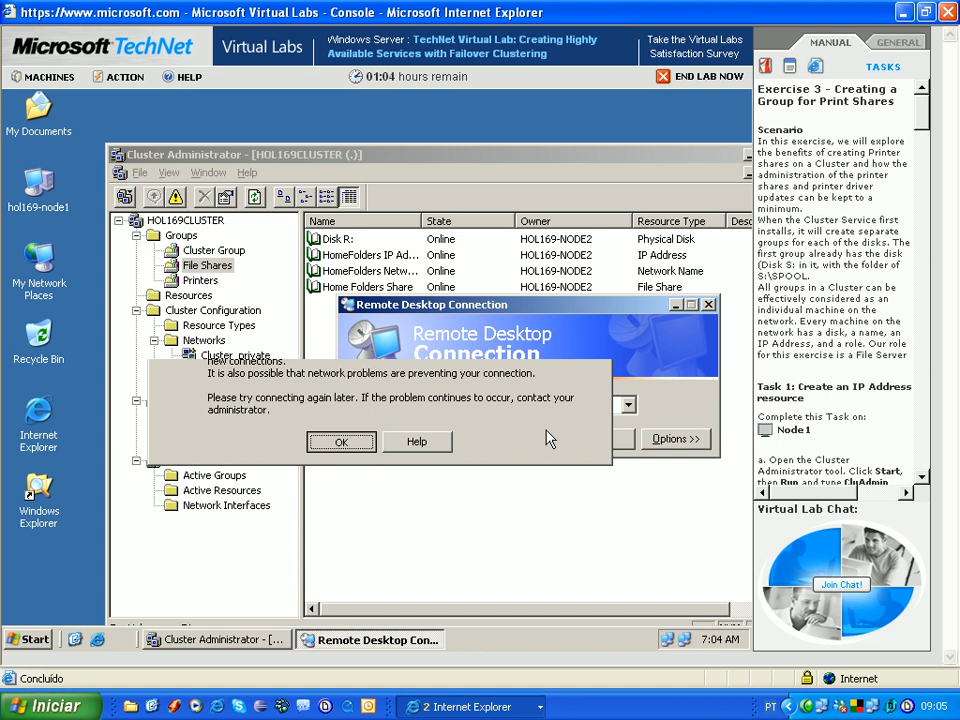 https://www.microsoft.com - Microsoft Virtual Labs - Console - Microsoft Internet Explorer
Microsoft TechNet
Virtual Labs
Windows Server : TechNet Virtual Lab: Creating Highly
Available Services with Failover Clustering
Take the Virtual Labs
Satisfaction Survey
MACHINES
ACTION
HELP
01:04 hours remain
END LAB NOW
MANUAL
GENERAL
TASKS
My Documents
hol169-node1
My Network
Places
Recycle Bin
Internet
Explorer
Windows
Explorer
Cluster Administrator - [HOL169CLUSTER (.)]
File View Window Help
HOL169CLUSTER
Groups
Cluster Group
File Shares
Printers
Resources
Cluster Configuration
Resource Types
Networks
Cluster_private
Active Groups
Active Resources
Network Interfaces
Name State Owner Resource Type Desc
Disk R: Online HOL169-NODE2 Physical Disk
HomeFolders IP Ad... Online HOL169-NODE2 IP Address
HomeFolders Netw... Online HOL169-NODE2 Network Name
Home Folders Share Online HOL169-NODE2 File Share
Remote Desktop Connection
Remote Desktop
Connection
Options >>
new connections.
It is also possible that network problems are preventing your connection.
Please try connecting again later. If the problem continues to occur, contact your
administrator.
OK
Help
Exercise 3 - Creating a
Group for Print Shares
Scenario
In this exercise, we will explore
the benefits of creating Printer
shares on a Cluster and how the
administration of the printer
shares and printer driver
updates can be kept to a
minimum.
When the Cluster Service first
installs, it will create separate
groups for each of the disks. The
first group already has the disk
(Disk S: in it, with the folder of
S:\SPOOL.
All groups in a Cluster can be
effectively considered as an
individual machine on the
network. Every machine on the
network has a disk, a name, an
IP Address, and a role. Our role
for this exercise is a File Server
Task 1: Create an IP Address
resource
Complete this Task on:
Node1
a. Open the Cluster
Administrator tool. Click Start,
then Run and type CluAdmin
Virtual Lab Chat:
Join Chat!
Start
Cluster Administrator - [...
Remote Desktop Con...
7:04 AM
Concluído
Internet
Iniciar
2 Internet Explorer
PT
09:05